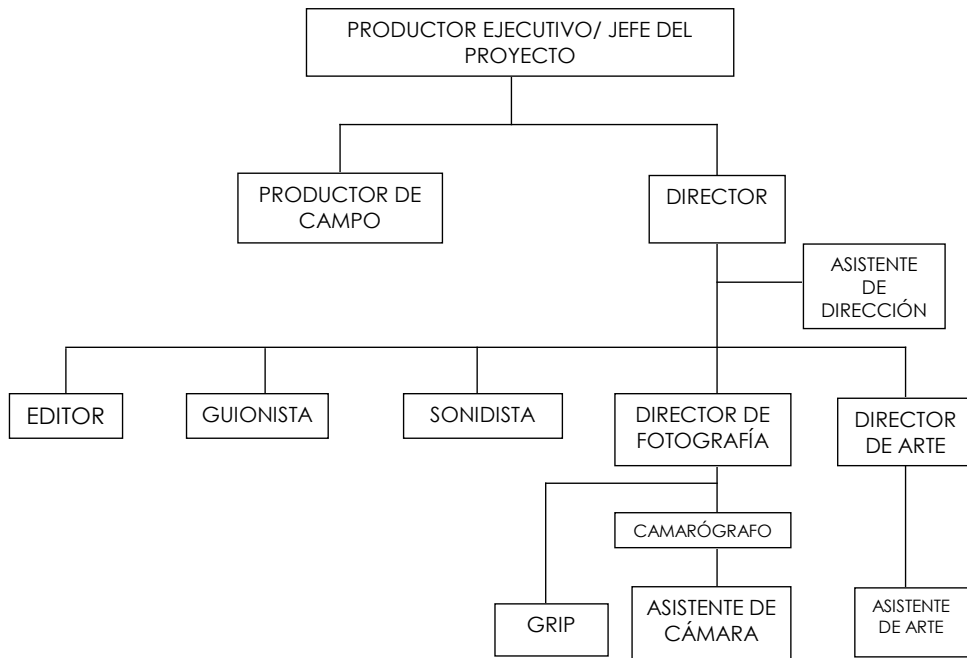 PRODUCTOR EJECUTIVO/ JEFE DEL
PROYECTO
PRODUCTOR DE
CAMPO
DIRECTOR
ASISTENTE
DE
DIRECCIÓN
EDITOR
GUIONISTA
SONIDISTA
DIRECTOR DE
FOTOGRAFÍA
DIRECTOR
DE ARTE
CAMARÓGRAFO
GRIP
ASISTENTE DE
CÁMARA
ASISTENTE
DE ARTE